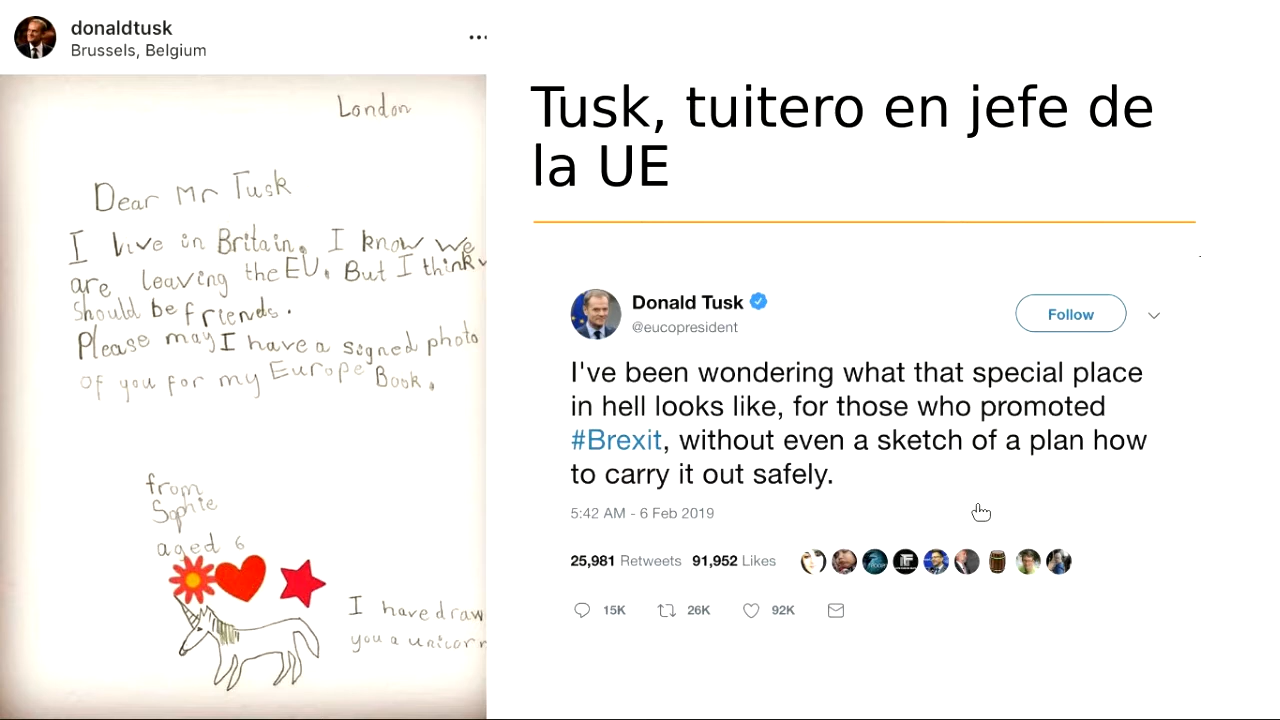 donaldtusk
Brussels, Belgium
London
Dear Mr Tusk
I live in Britain. I know we
are leaving the EU. But I think
should be friends.
Please may I have a signed photo
of you for my Europe Book.
from
Sophie
aged 6
I have draw
you a unicorn
Tusk, tuitero en jefe de
la UE
Donald Tusk
@eucopresident
Follow
I've been wondering what that special place
in hell looks like, for those who promoted
#Brexit, without even a sketch of a plan how
to carry it out safely.
5:42 AM - 6 Feb 2019
25,981 Retweets 91,952 Likes
15K 26K 92K